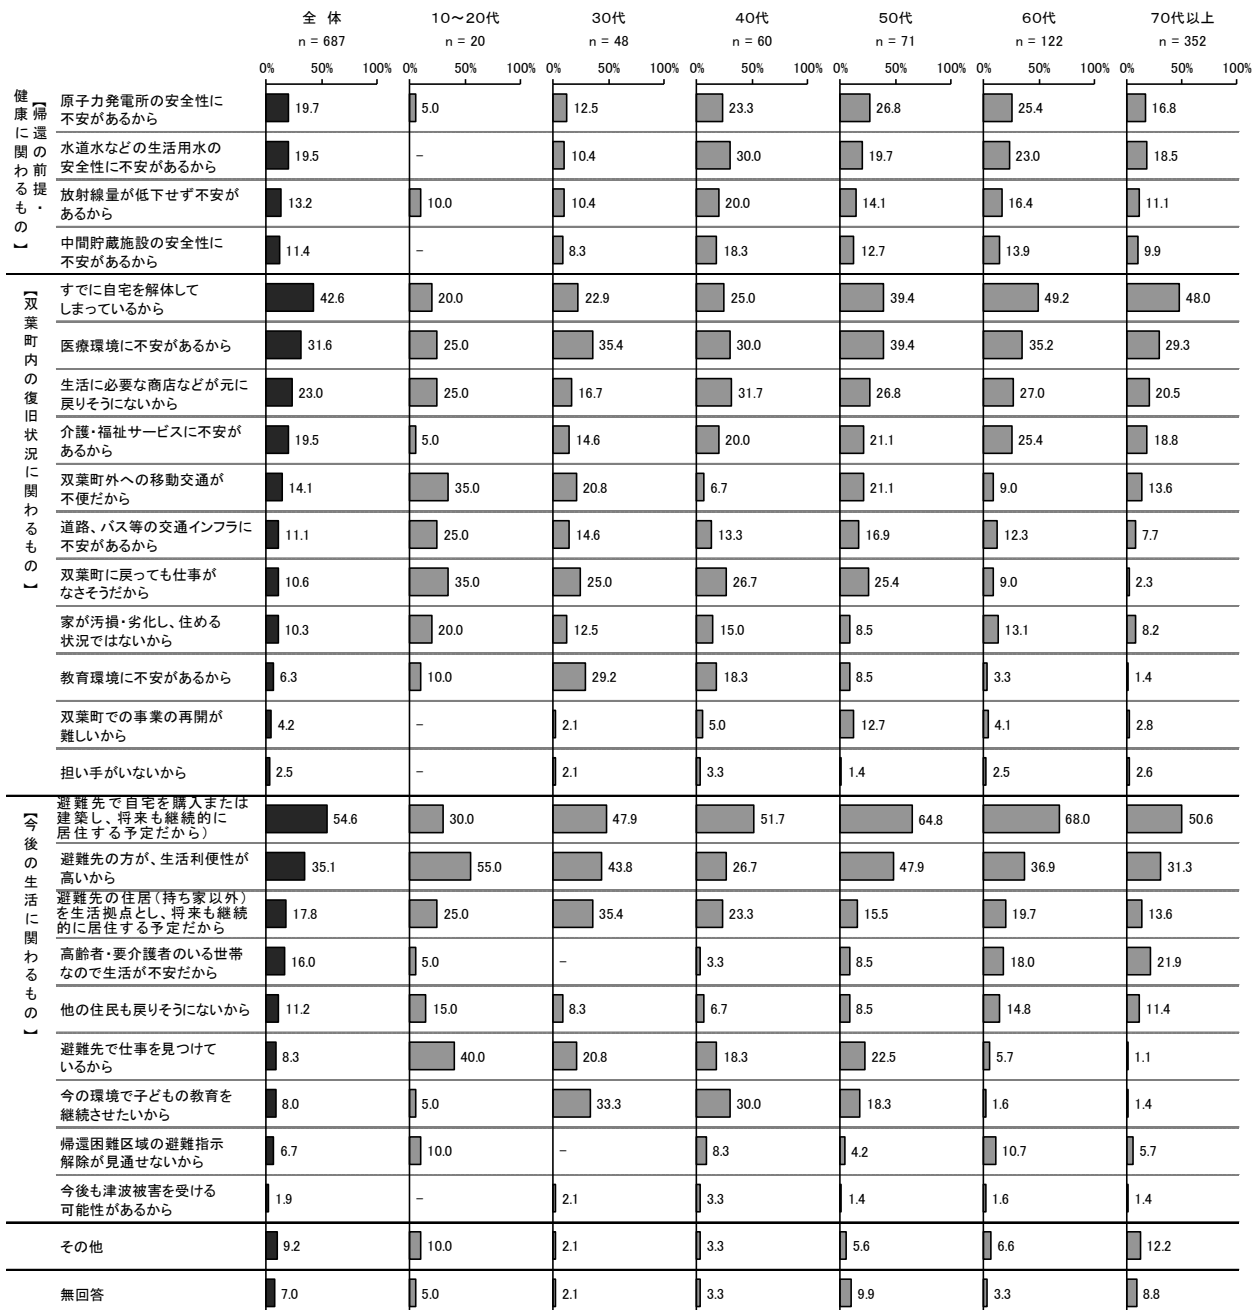 全 体
10～20代
30代
40代
50代
60代
70代以上
n = 687
n = 20
n = 48
n = 60
n = 71
n = 122
n = 352
0% 50% 100% 0% 50% 100% 0% 50% 100% 0% 50% 100% 0% 50% 100% 0% 50% 100% 0% 50% 100%
【帰還の前提・
健康に関わるもの】
原子力発電所の安全性に
不安があるから
19.7 5.0 12.5 23.3 26.8 25.4 16.8
水道水などの生活用水の
安全性に不安があるから
19.5 － 10.4 30.0 19.7 23.0 18.5
放射線量が低下せず不安が
あるから
13.2 10.0 10.4 20.0 14.1 16.4 11.1
中間貯蔵施設の安全性に
不安があるから
11.4 － 8.3 18.3 12.7 13.9 9.9
【双葉町内の復旧状況に関わるもの】
すでに自宅を解体して
しまっているから
42.6 20.0 22.9 25.0 39.4 49.2 48.0
医療環境に不安があるから
31.6 25.0 35.4 30.0 39.4 35.2 29.3
生活に必要な商店などが元に
戻りそうにないから
23.0 25.0 16.7 31.7 26.8 27.0 20.5
介護・福祉サービスに不安が
あるから
19.5 5.0 14.6 20.0 21.1 25.4 18.8
双葉町外への移動交通が
不便だから
14.1 35.0 20.8 6.7 21.1 9.0 13.6
道路、バス等の交通インフラに
不安があるから
11.1 25.0 14.6 13.3 16.9 12.3 7.7
双葉町に戻っても仕事が
なさそうだから
10.6 35.0 25.0 26.7 25.4 9.0 2.3
家が汚損・劣化し、住める
状況ではないから
10.3 20.0 12.5 15.0 8.5 13.1 8.2
教育環境に不安があるから
6.3 10.0 29.2 18.3 8.5 3.3 1.4
双葉町での事業の再開が
難しいから
4.2 － 2.1 5.0 12.7 4.1 2.8
担い手がいないから
2.5 － 2.1 3.3 1.4 2.5 2.6
【今後の生活に関わるもの】
避難先で自宅を購入または
建築し、将来も継続的に
居住する予定だから）
54.6 30.0 47.9 51.7 64.8 68.0 50.6
避難先の方が、生活利便性が
高いから
35.1 55.0 43.8 26.7 47.9 36.9 31.3
避難先の住居（持ち家以外）
を生活拠点とし、将来も継続
的に居住する予定だから
17.8 25.0 35.4 23.3 15.5 19.7 13.6
高齢者・要介護者のいる世帯
なので生活が不安だから
16.0 5.0 － 3.3 8.5 18.0 21.9
他の住民も戻りそうにないから
11.2 15.0 8.3 6.7 8.5 14.8 11.4
避難先で仕事を見つけて
いるから
8.3 40.0 20.8 18.3 22.5 5.7 1.1
今の環境で子どもの教育を
継続させたいから
8.0 5.0 33.3 30.0 18.3 1.6 1.4
帰還困難区域の避難指示
解除が見通せないから
6.7 10.0 － 8.3 4.2 10.7 5.7
今後も津波被害を受ける
可能性があるから
1.9 － 2.1 3.3 1.4 1.6 1.4
その他
9.2 10.0 2.1 3.3 5.6 6.6 12.2
無回答
7.0 5.0 2.1 3.3 9.9 3.3 8.8